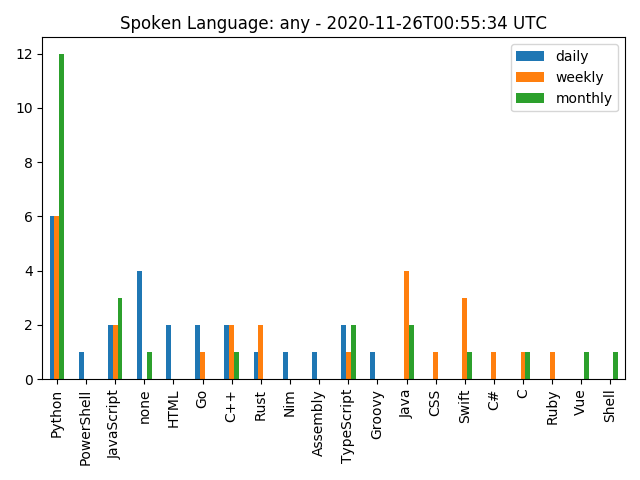 Spoken Language: any - 2020-11-26T00:55:34 UTC
daily
weekly
monthly
12
10
8
6
4
2
0
Python
PowerShell
JavaScript
none
HTML
Go
C++
Rust
Nim
Assembly
TypeScript
Groovy
Java
CSS
Swift
C#
C
Ruby
Vue
Shell